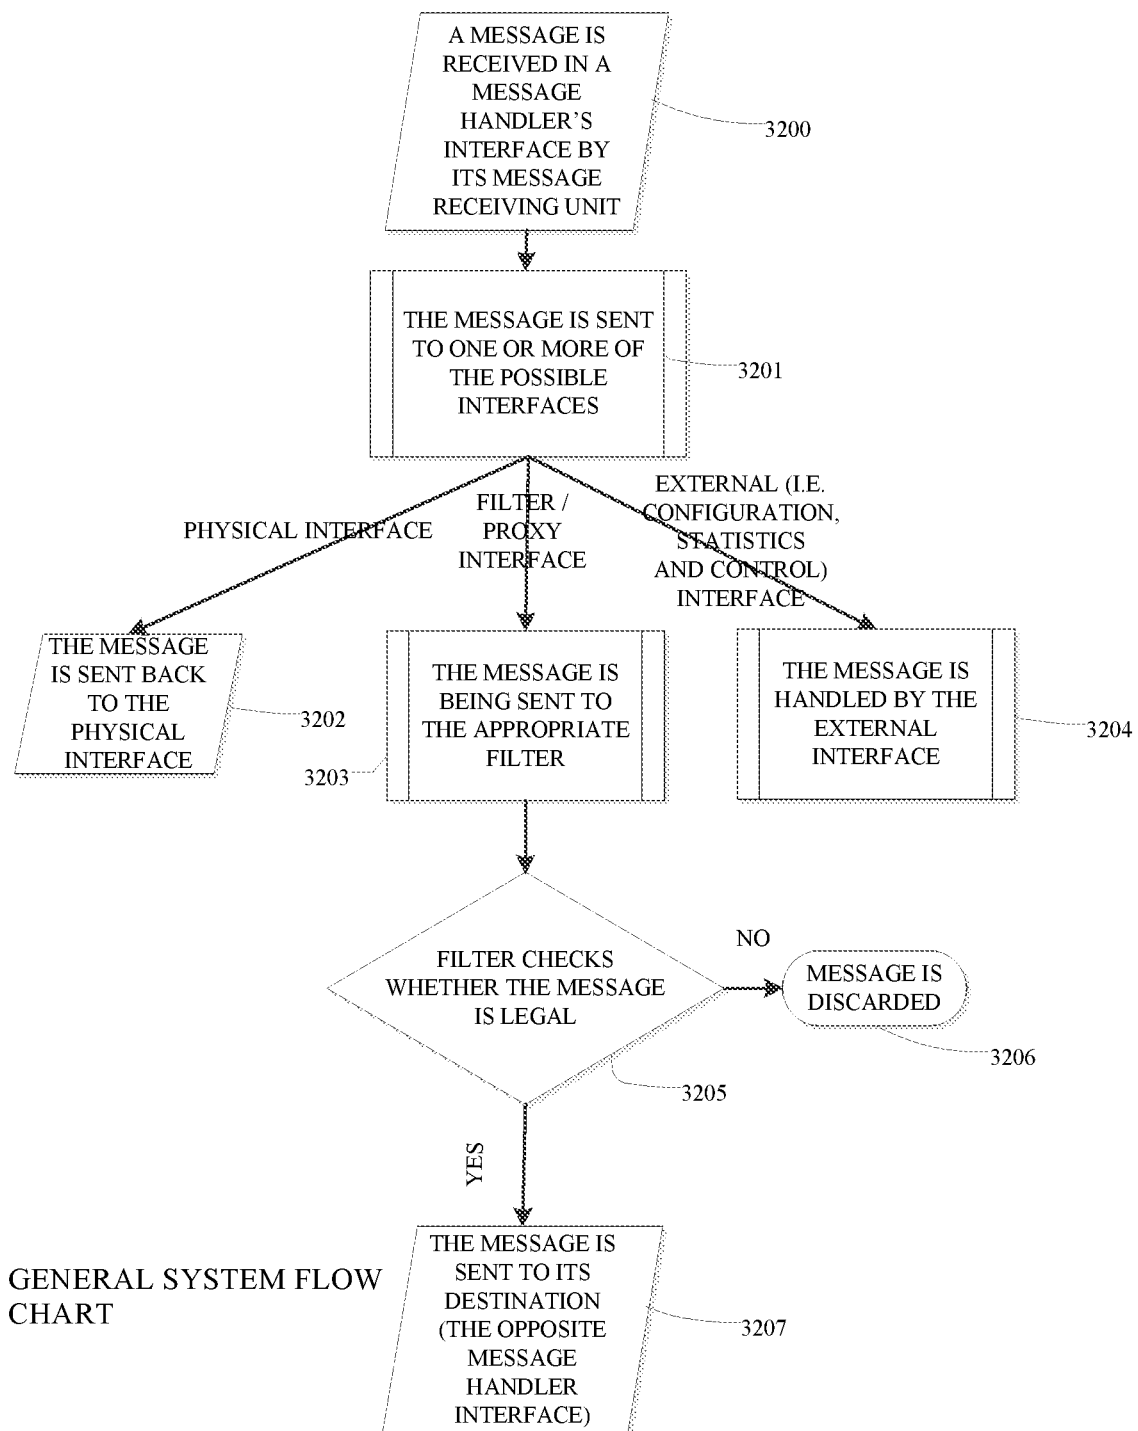 A MESSAGE IS
RECEIVED IN A
MESSAGE
HANDLER'S
INTERFACE BY
ITS MESSAGE
RECEIVING UNIT
3200
THE MESSAGE IS SENT
TO ONE OR MORE OF
THE POSSIBLE
INTERFACES
3201
PHYSICAL INTERFACE
FILTER /
PROXY
INTERFACE
EXTERNAL (I.E.
CONFIGURATION,
STATISTICS
AND CONTROL)
INTERFACE
THE MESSAGE
IS SENT BACK
TO THE
PHYSICAL
INTERFACE
3202
THE MESSAGE IS
BEING SENT TO
THE APPROPRIATE
FILTER
3203
THE MESSAGE IS
HANDLED BY THE
EXTERNAL
INTERFACE
3204
FILTER CHECKS
WHETHER THE MESSAGE
IS LEGAL
3205
NO
MESSAGE IS
DISCARDED
3206
YES
THE MESSAGE IS
SENT TO ITS
DESTINATION
(THE OPPOSITE
MESSAGE
HANDLER
INTERFACE)
3207
GENERAL SYSTEM FLOW
CHART